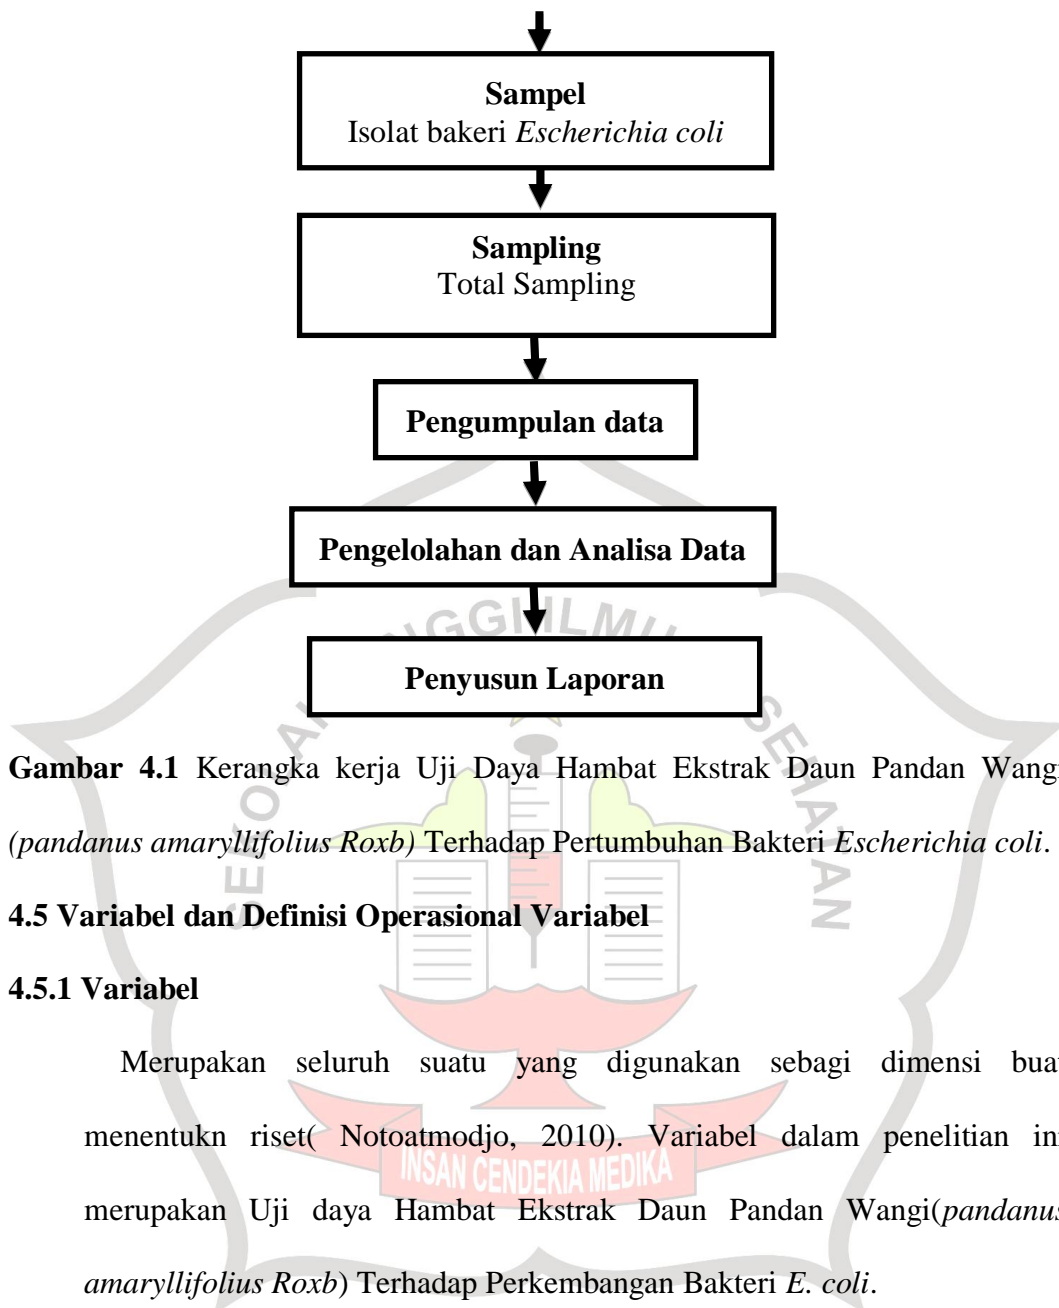 Sampel
Isolat bakeri Escherichia coli
Sampling
Total Sampling
Pengumpulan data
Pengelolahan dan Analisa Data
Penyusun Laporan
Gambar 4.1 Kerangka kerja Uji Daya Hambat Ekstrak Daun Pandan Wangi
(pandanus amaryllifolius Roxb) Terhadap Pertumbuhan Bakteri Escherichia coli.
4.5 Variabel dan Definisi Operasional Variabel
4.5.1 Variabel
Merupakan seluruh suatu yang digunakan sebagi dimensi buat
menentukn riset( Notoatmodjo, 2010). Variabel dalam penelitian ini
merupakan Uji daya Hambat Ekstrak Daun Pandan Wangi(pandanus
amaryllifolius Roxb) Terhadap Perkembangan Bakteri E. coli.
INSAN CENDEKIA MEDIKA